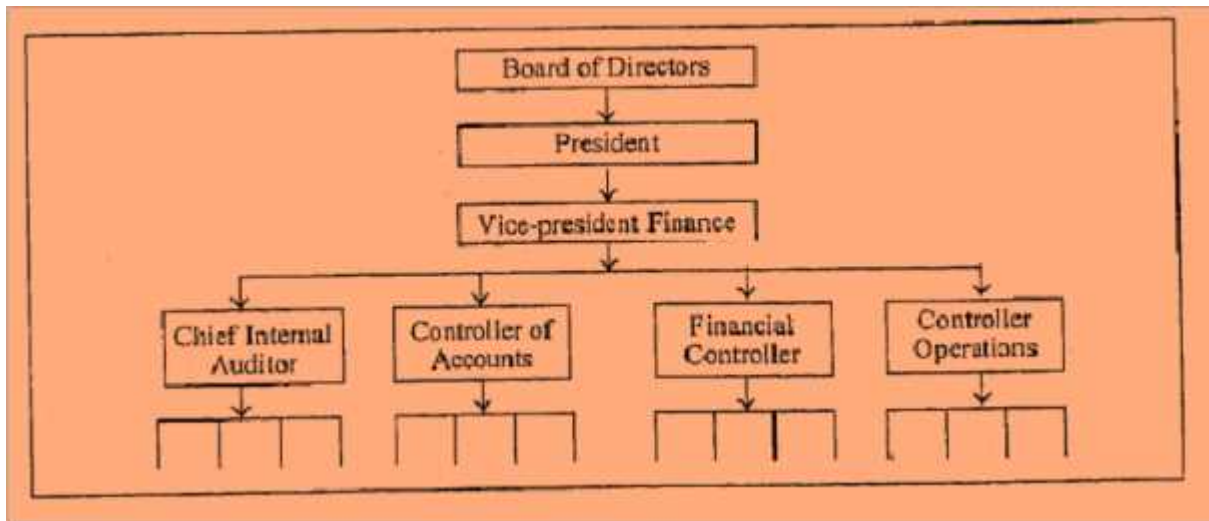 Board of Directors
President
Vice-president Finance
Chief Internal
Auditor
Controller of
Accounts
Financial
Controller
Controller
Operations